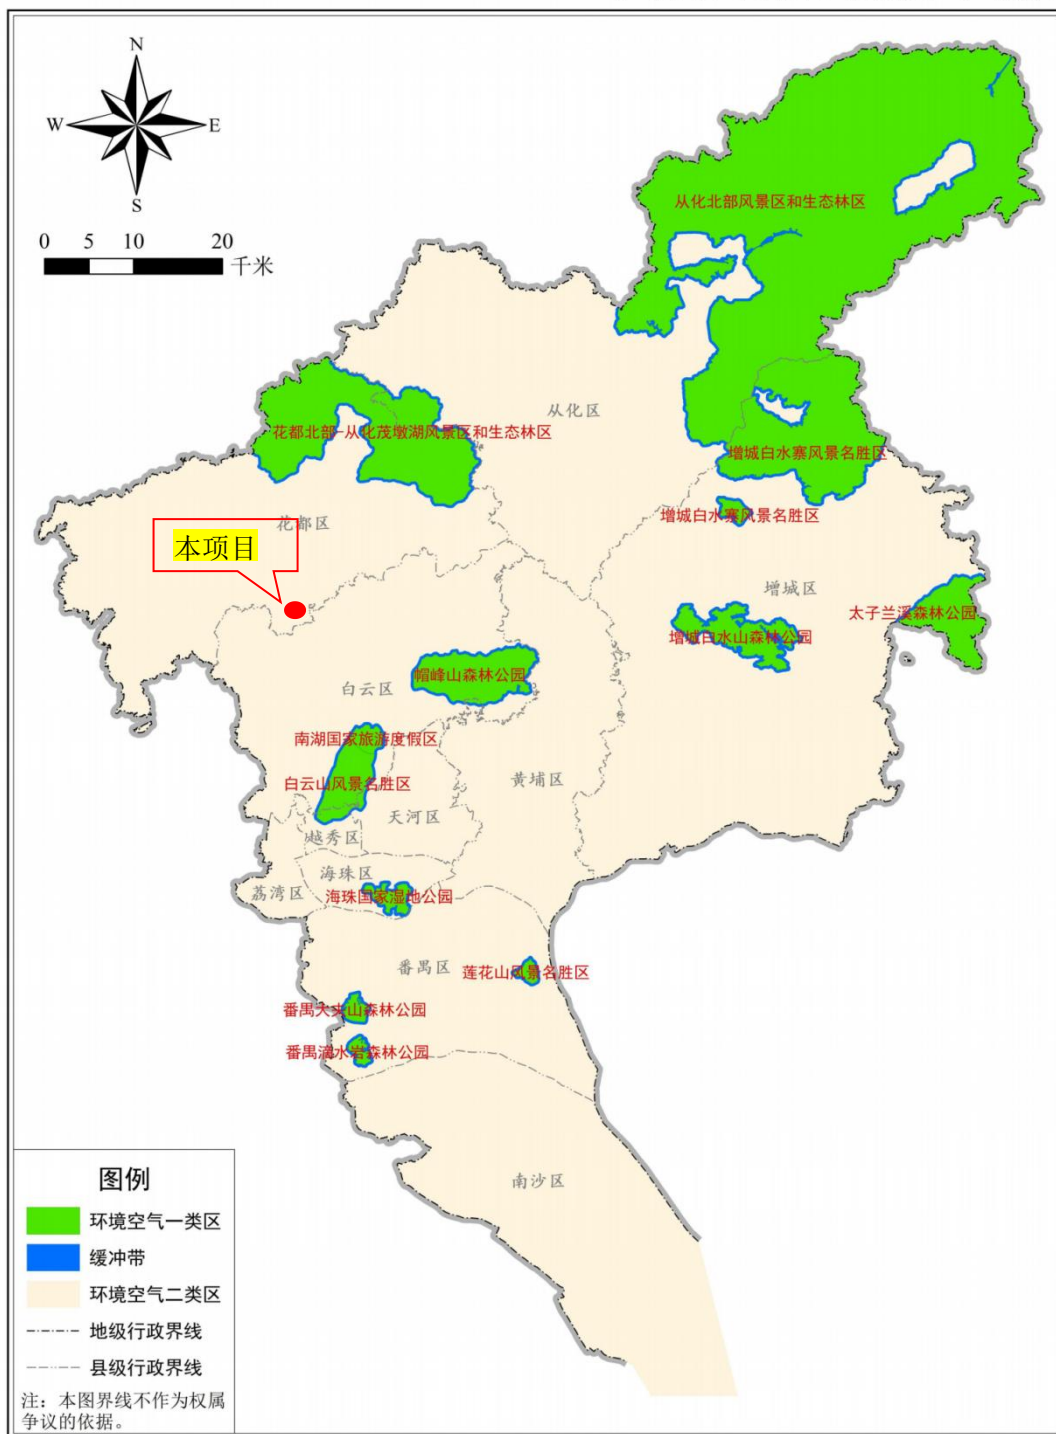 N
W
E
S
0 5 10 20
千米
从化北部风景区和生态林区
从化区
花都北部-从化茂墩湖风景区和生态林区
增城白水寨风景名胜区
增城白水寨风景名胜区
花都区
本项目
增城区
太子兰溪森林公园
增城白水山森林公园
帽峰山森林公园
白云区
南湖国家旅游度假区
白云山风景名胜区
黄埔区
天河区
越秀区
海珠区
荔湾区
海珠国家湿地公园
番禺区
莲花山风景名胜区
番禺大夫山森林公园
番禺滴水岩森林公园
南沙区
图例
环境空气一类区
缓冲带
环境空气二类区
地级行政界线
县级行政界线
注：本图界线不作为权属
争议的依据。